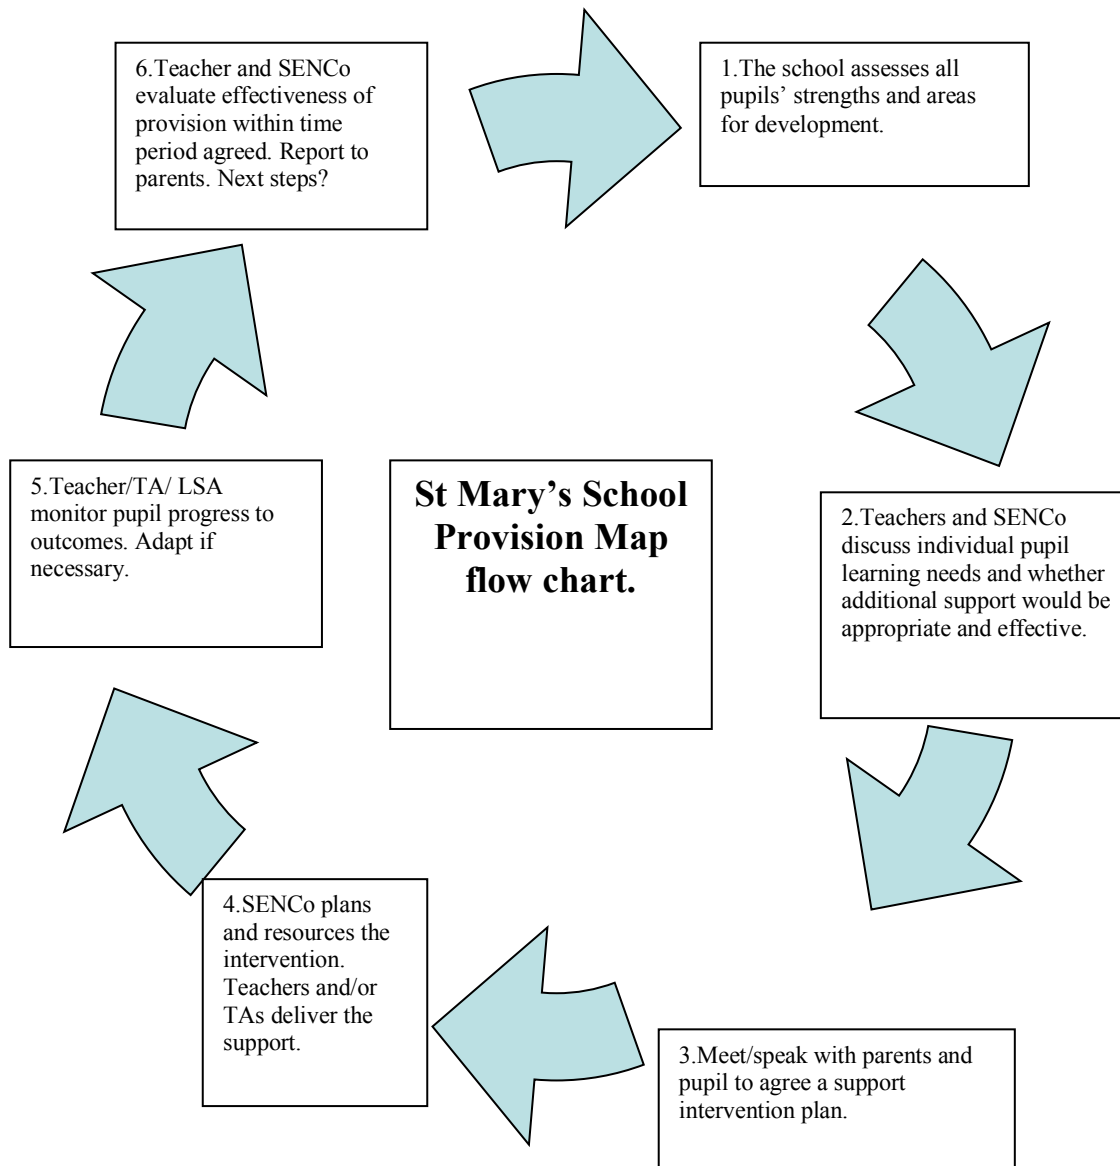 6.Teacher and SENCo
evaluate effectiveness of
provision within time
period agreed. Report to
parents. Next steps?
1.The school assesses all
pupils’ strengths and areas
for development.
5.Teacher/TA/ LSA
monitor pupil progress to
outcomes. Adapt if
necessary.
St Mary’s School
Provision Map
flow chart.
2.Teachers and SENCo
discuss individual pupil
learning needs and whether
additional support would be
appropriate and effective.
4.SENCo plans
and resources the
intervention.
Teachers and/or
TAs deliver the
support.
3.Meet/speak with parents and
pupil to agree a support
intervention plan.